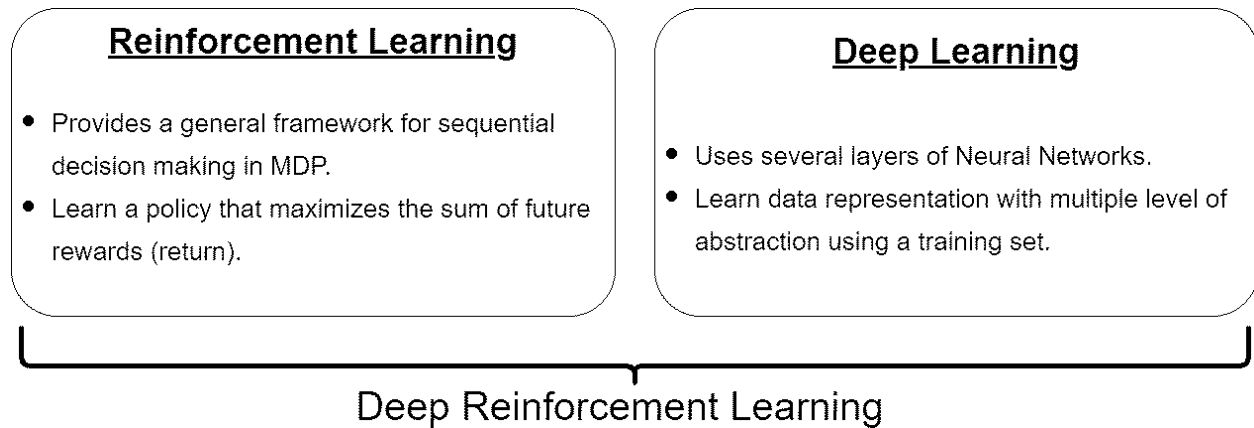 Reinforcement Learning
• Provides a general framework for sequential
decision making in MDP.
• Learn a policy that maximizes the sum of future
rewards (return).
Deep Learning
• Uses several layers of Neural Networks.
• Learn data representation with multiple level of
abstraction using a training set.
Deep Reinforcement Learning